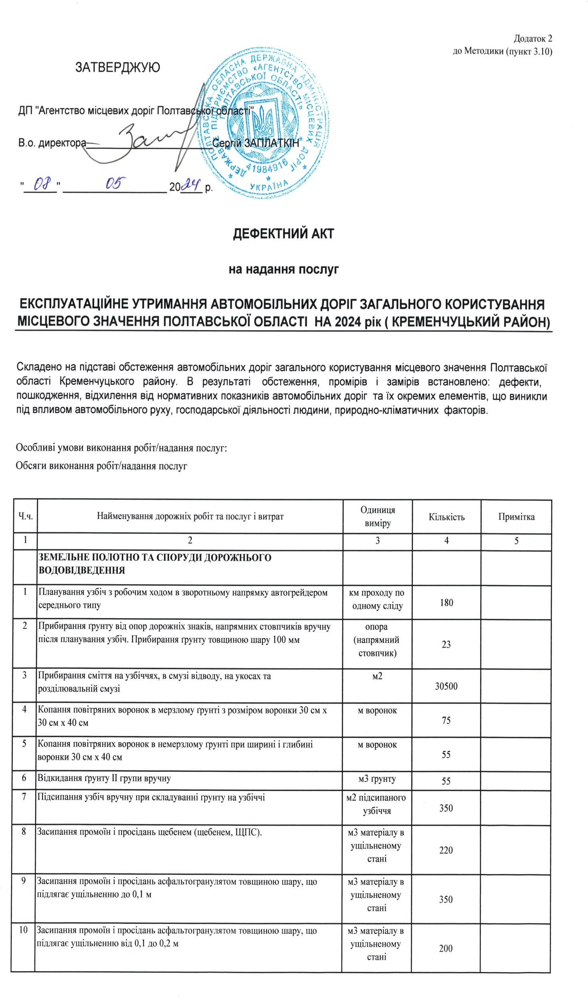 Додаток 2
до Методики (пункт 3.10)
ЗАТВЕРДЖУЮ
ДП "Агентство місцевих доріг Полтавської області"
В.о. директора Сергій ЗАПЛАТКІН
"08" 05 2024 р.
ПОЛТАВСЬКА ОБЛАСНА ДЕРЖАВНА АДМІНІСТРАЦІЯ
ДЕРЖАВНЕ ПІДПРИЄМСТВО «АГЕНТСТВО МІСЦЕВИХ ДОРІГ
ПОЛТАВСЬКОЇ ОБЛАСТІ»
41984916
УКРАЇНА
ДЕФЕКТНИЙ АКТ
на надання послуг
ЕКСПЛУАТАЦІЙНЕ УТРИМАННЯ АВТОМОБІЛЬНИХ ДОРІГ ЗАГАЛЬНОГО КОРИСТУВАННЯ
МІСЦЕВОГО ЗНАЧЕННЯ ПОЛТАВСЬКОЇ ОБЛАСТІ НА 2024 рік ( КРЕМЕНЧУЦЬКИЙ РАЙОН)
Складено на підставі обстеження автомобільних доріг загального користування місцевого значення Полтавської
області Кременчуцького району. В результаті обстеження, промірів і замірів встановлено: дефекти,
пошкодження, відхилення від нормативних показників автомобільних доріг та їх окремих елементів, що виникли
під впливом автомобільного руху, господарської діяльності людини, природно-кліматичних факторів.
Особливі умови виконання робіт/надання послуг:
Обсяги виконання робіт/надання послуг
Ч.ч. Найменування дорожніх робіт та послуг і витрат Одиниця виміру Кількість Примітка
1 2 3 4 5
ЗЕМЕЛЬНЕ ПОЛОТНО ТА СПОРУДИ ДОРОЖНЬОГО
ВОДОВІДВЕДЕННЯ
1 Планування узбіч з робочим ходом в зворотньому напрямку автогрейдером км проходу по
середнього типу одному сліду 180
2 Прибирання ґрунту від опор дорожніх знаків, напрямних стовпчиків вручну опора
після планування узбіч. Прибирання ґрунту товщиною шару 100 мм (напрямний 23
стовпчик)
3 Прибирання сміття на узбіччях, в смузі відводу, на укосах та м2
розділювальній смузі 30500
4 Копання повітряних воронок в мерзлому ґрунті з розміром воронки 30 см х м воронок
30 см х 40 см 75
5 Копання повітряних воронок в немерзлому ґрунті при ширині і глибині м воронок
воронки 30 см х 40 см 55
6 Відкидання ґрунту ІІ групи вручну м3 ґрунту 55
7 Підсипання узбіч вручну при складуванні ґрунту на узбіччі м2 підсипаного
узбіччя 350
8 Засипання промоїн і просідань щебенем (щебенем, ЩПС). м3 матеріалу в
ущільненому 220
стані
9 Засипання промоїн і просідань асфальтогранулятом товщиною шару, що м3 матеріалу в
підлягає ущільненню до 0,1 м ущільненому 350
стані
10 Засипання промоїн і просідань асфальтогранулятом товщиною шару, що м3 матеріалу в
підлягає ущільненню від 0,1 до 0,2 м ущільненому 200
стані